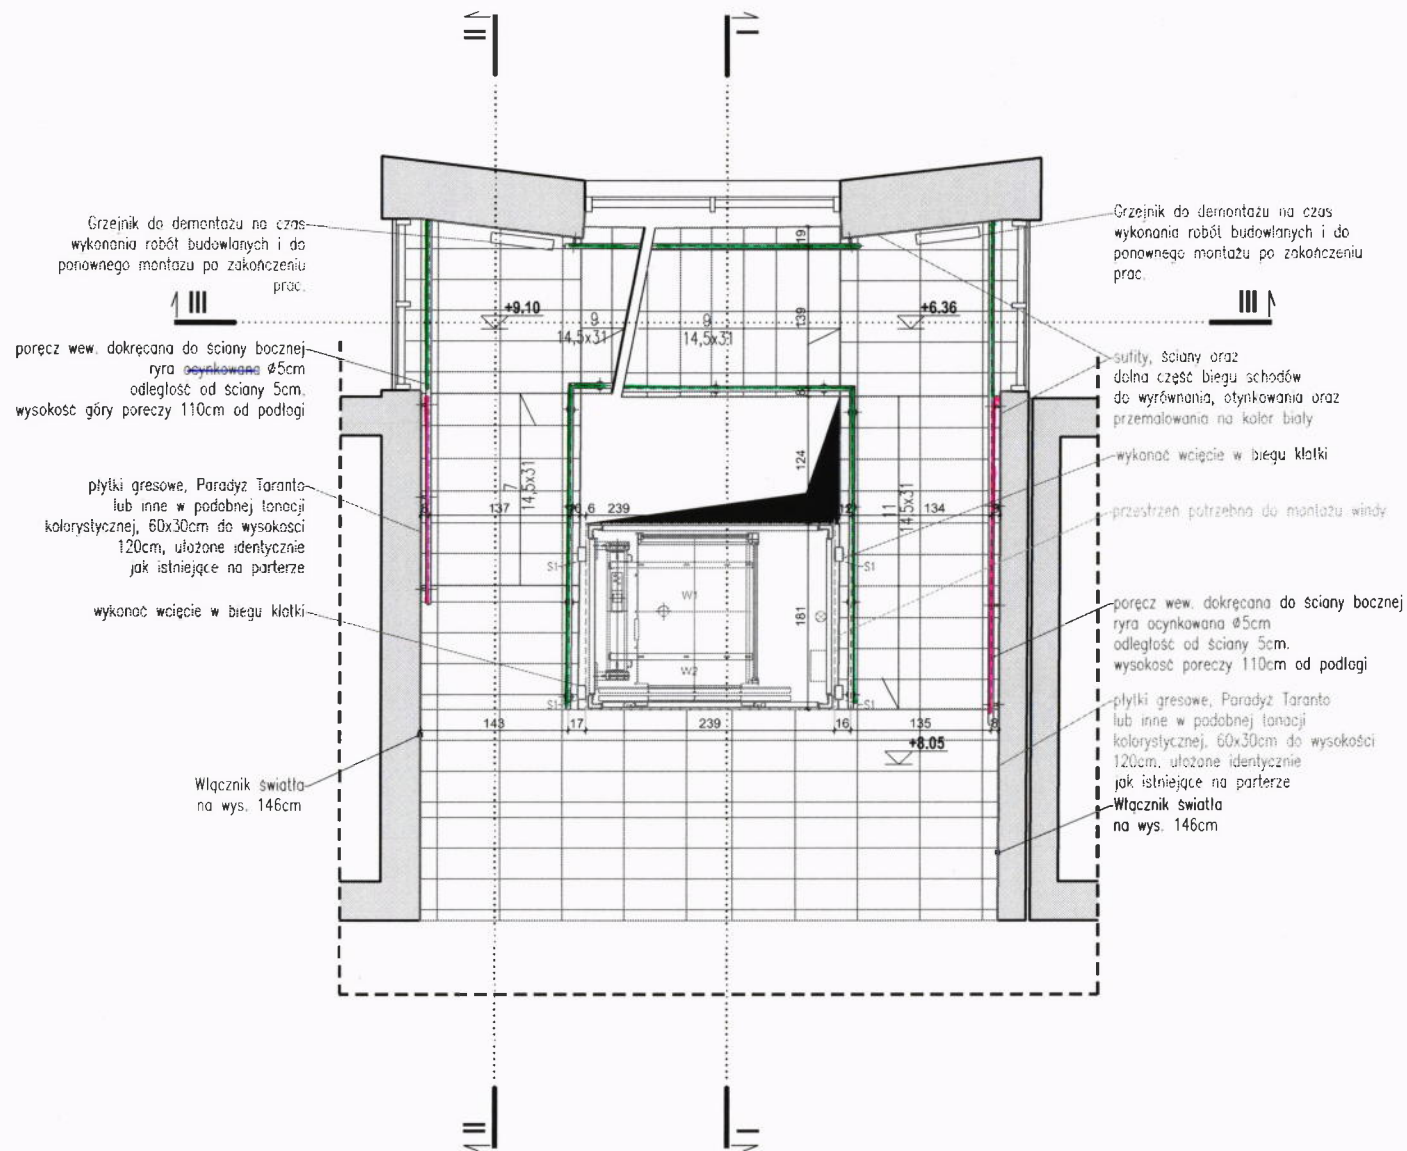 II
I
Grzejnik do demontażu na czas
wykonania robót budowlanych i do
ponownego montażu po zakończeniu
prac.
III
poręcz wew. dokręcana do ściany bocznej
ryra ocynkowana Ø5cm
odległość od ściany 5cm.
wysokość góry poreczy 110cm od podłogi
płytki gresowe, Paradyż Taranto
lub inne w podobnej tonacji
kolorystycznej, 60x30cm do wysokości
120cm, ułożone identycznie
jak istniejące na parterze
wykonać wcięcie w biegu klatki
Włącznik światła
na wys. 146cm
+9.10
9
14,5x31
9
14,5x31
19
139
+6.36
8
7
14,5x31
124
11
14,5x31
137
6
239
134
S1
S1
W1
181
W2
S1
S1
143
17
239
16
135
8
+8.05
Grzejnik do demontażu na czas
wykonania robót budowlanych i do
ponownego montażu po zakończeniu
prac.
III
sufity, ściany oraz
dolna część biegu schodów
do wyrównania, otynkowania oraz
przemalowania na kolor biały
wykonać wcięcie w biegu klatki
przestrzeń potrzebna do montażu windy
poręcz wew. dokręcana do ściany bocznej
ryra ocynkowana Ø5cm
odległość od ściany 5cm.
wysokość poreczy 110cm od podłogi
płytki gresowe, Paradyż Taranto
lub inne w podobnej tonacji
kolorystycznej, 60x30cm do wysokości
120cm, ułożone identycznie
jak istniejące na parterze
Włącznik światła
na wys. 146cm
II
I